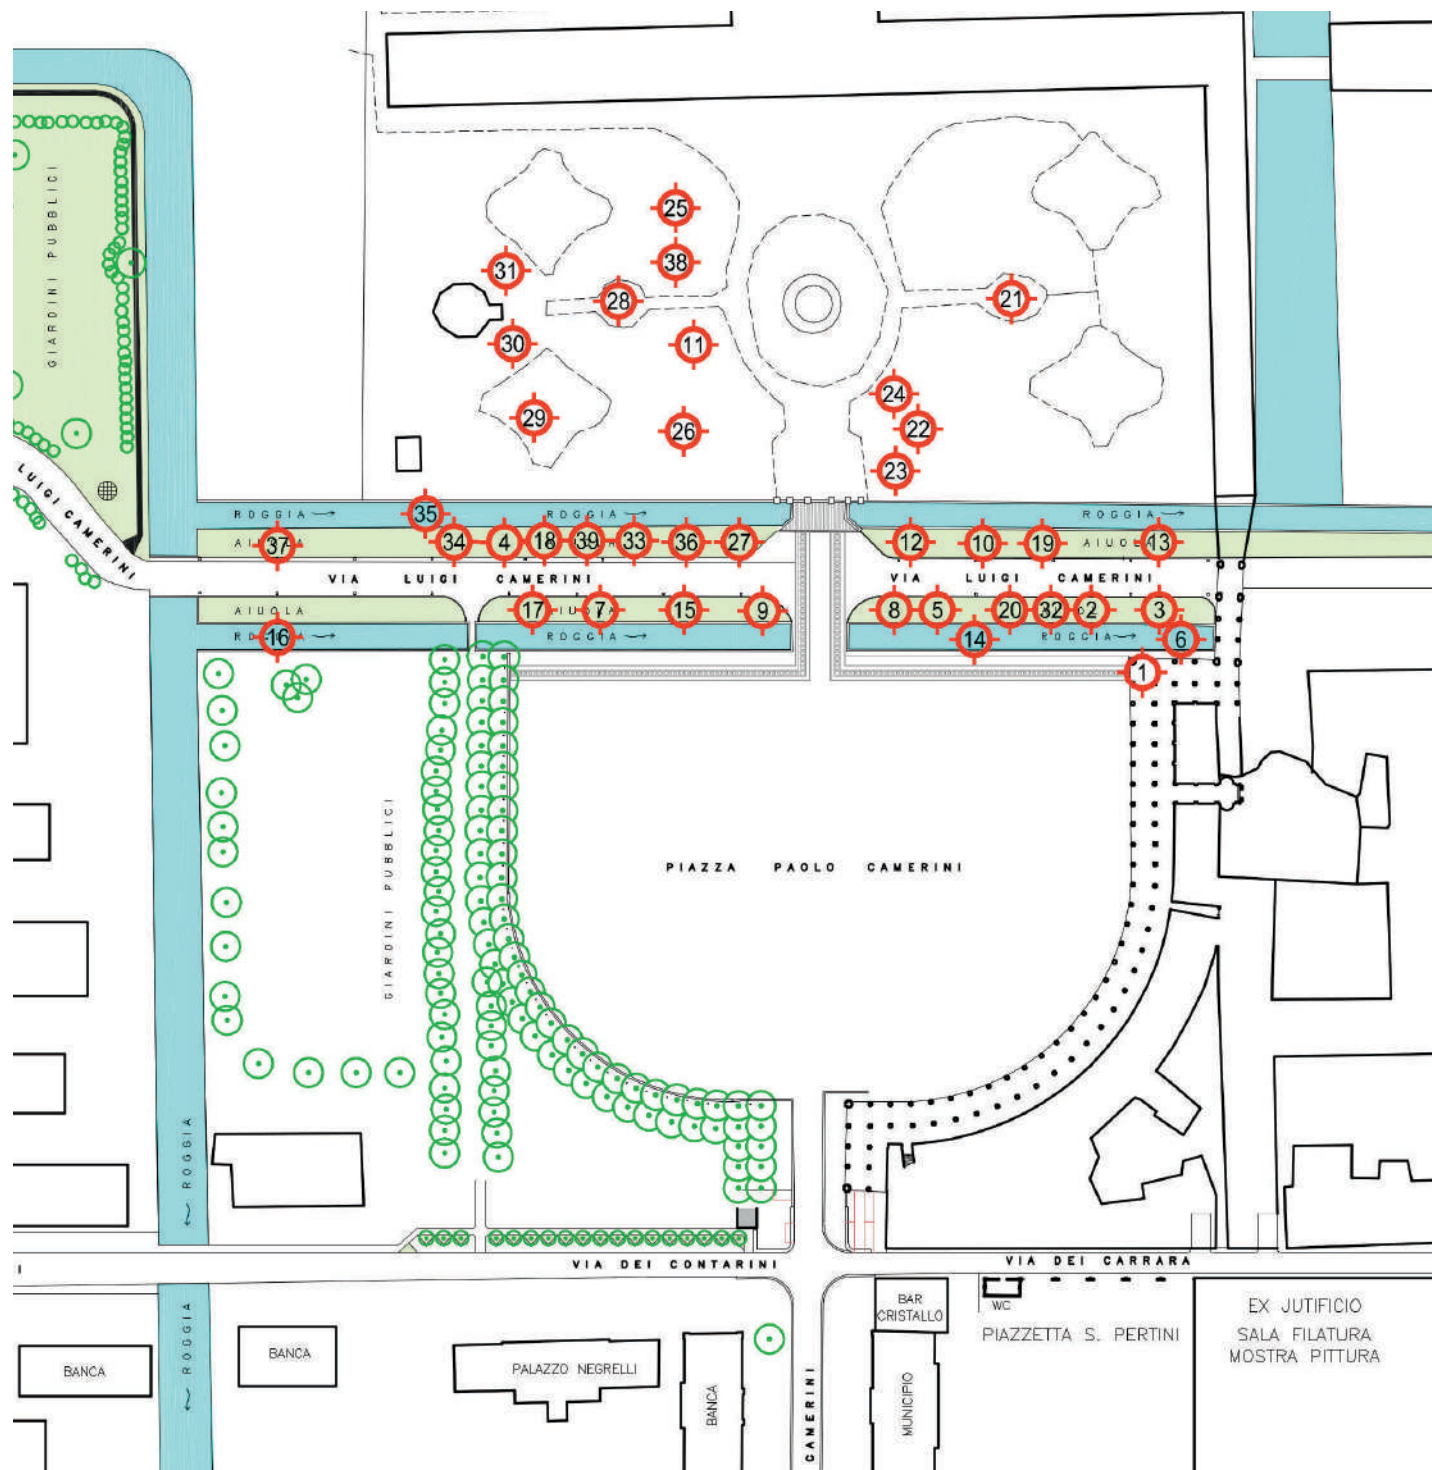 GIARDINI PUBBLICI
25
38
31
28
21
30
11
24
29
26
22
23
LUIGI CAMERINI
ROGGIA →
35
ROGGIA →
ROGGIA →
37
34
4
18
39
33
36
27
12
10
19
AIUOLA
13
VIA LUIGI CAMERINI
VIA LUIGI CAMERINI
AIUOLA
17
7
15
9
8
5
20
32
2
3
16
ROGGIA →
14
ROGGIA →
6
1
GIARDINI PUBBLICI
PIAZZA PAOLO CAMERINI
← ROGGIA
VIA DEI CONTARINI
VIA DEI CARRARA
I
← ROGGIA
BANCA
BANCA
PALAZZO NEGRELLI
BANCA
CAMERINI
BAR
CRISTALLO
MUNICIPIO
WC
PIAZZETTA S. PERTINI
EX JUTIFICIO
SALA FILATURA
MOSTRA PITTURA